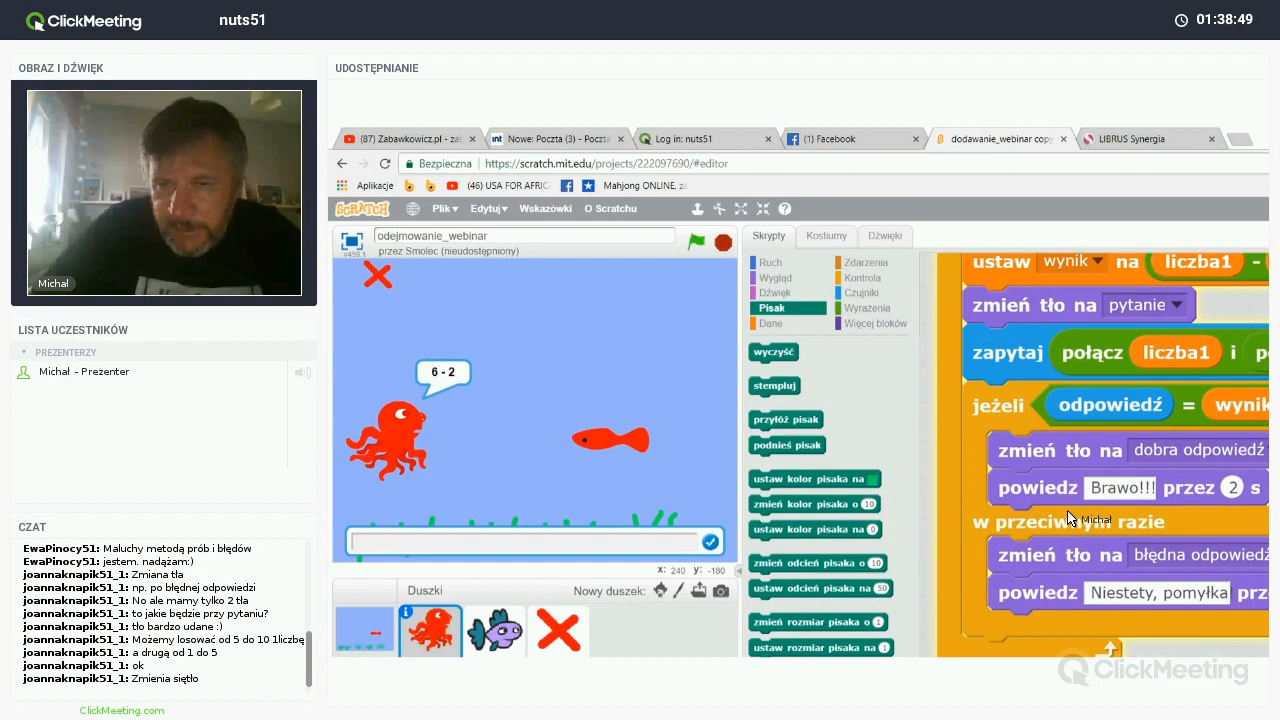 ClickMeeting
nuts51
01:38:49
OBRAZ I DŹWIĘK
UDOSTĘPNIANIE
Michał
LISTA UCZESTNIKÓW
PREZENTERZY
Michał - Prezenter
CZAT
EwaPinocy51: Maluchy metodą prób i błędów
EwaPinocy51: jestem. nadążam:)
joannaknapik51_1: Zmiana tła
joannaknapik51_1: np. po błędnej odpowiedzi
joannaknapik51_1: No ale mamy tylko 2 tła
joannaknapik51_1: to jakie będzie przy pytaniu?
joannaknapik51_1: tło bardzo udane :)
joannaknapik51_1: Możemy losować od 5 do 10 1liczbę
joannaknapik51_1: a drugą od 1 do 5
joannaknapik51_1: ok
joannaknapik51_1: Zmienia siętło
ClickMeeting.com
(87) Zabawkowicz.pl - za
Nowe: Poczta (3) - Poczta
Log in: nuts51
(1) Facebook
dodawanie_webinar copy
LIBRUS Synergia
Bezpieczna
https://scratch.mit.edu/projects/222097690/#editor
Aplikacje
(46) USA FOR AFRIC
Mahjong ONLINE, za
SCRATCH
Plik
Edytuj
Wskazówki
O Scratchu
odejmowanie_webinar
przez Smolec (nieudostępniony)
v459.1
6 - 2
x: 240 y: -180
Duszki
Nowy duszek:
Skrypty
Kostiumy
Dźwięki
Ruch
Zdarzenia
Wygląd
Kontrola
Dźwięk
Czujniki
Pisak
Wyrażenia
Dane
Więcej bloków
wyczyść
stempluj
przyłóż pisak
podnieś pisak
ustaw kolor pisaka na
zmień kolor pisaka o 10
ustaw kolor pisaka na 0
zmień odcień pisaka o 10
ustaw odcień pisaka na 50
zmień rozmiar pisaka o 1
ustaw rozmiar pisaka na 1
ustaw wynik na liczba1 -
zmień tło na pytanie
zapytaj połącz liczba1 i po
jeżeli odpowiedź = wynik
zmień tło na dobra odpowiedź
powiedz Brawo!!! przez 2 s
w przeciwnym razie
Michał
zmień tło na błędna odpowiedź
powiedz Niestety, pomyłka prze
ClickMeeting